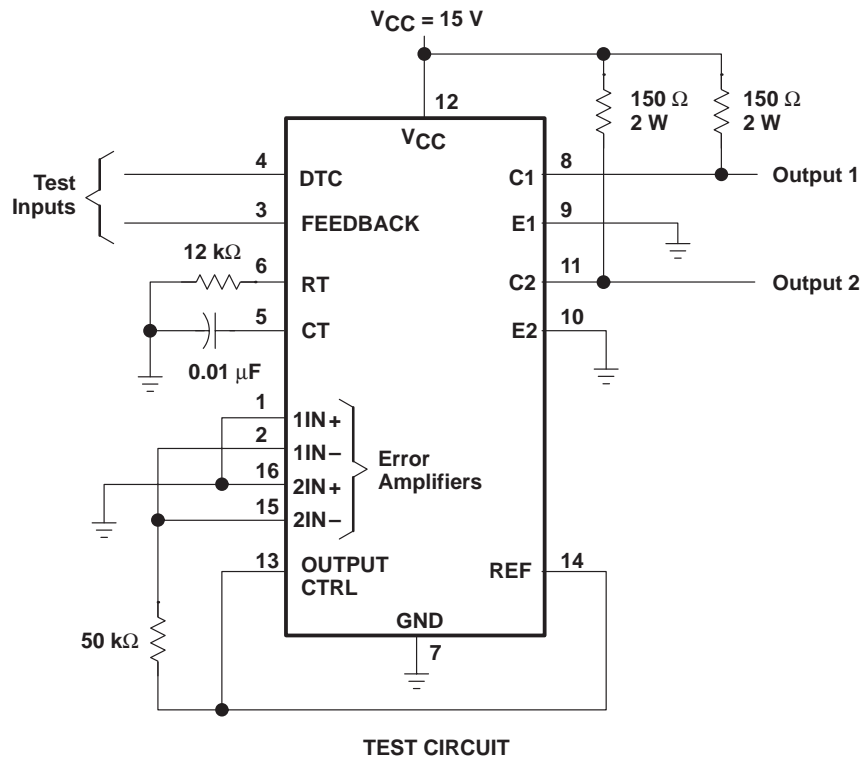 VCC = 15 V
12
150 Ω
2 W
150 Ω
2 W
VCC
Test
Inputs
4
DTC
C1
8
Output 1
3
FEEDBACK
E1
9
12 kΩ
6
RT
C2
11
Output 2
5
CT
E2
10
0.01 μF
1
1IN+
2
1IN−
16
2IN+
15
2IN−
Error
Amplifiers
13
OUTPUT
CTRL
REF
14
GND
7
50 kΩ
TEST CIRCUIT